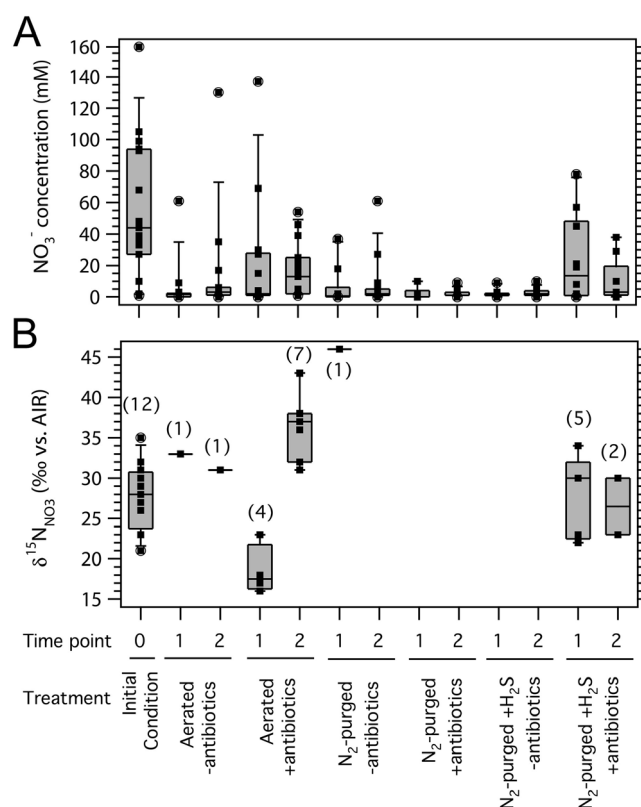 A
NO₃⁻ concentration (mM)
160
140
120
100
80
60
40
20
0
B
δ¹⁵N_NO3 (‰ vs. AIR)
45
40
35
30
25
20
15
(12)
(1)
(1)
(4)
(7)
(1)
(5)
(2)
Time point 0 1 2 1 2 1 2 1 2 1 2 1 2
Treatment
Initial
Condition
Aerated
-antibiotics
Aerated
+antibiotics
N₂-purged
-antibiotics
N₂-purged
+antibiotics
N₂-purged +H₂S
-antibiotics
N₂-purged +H₂S
+antibiotics